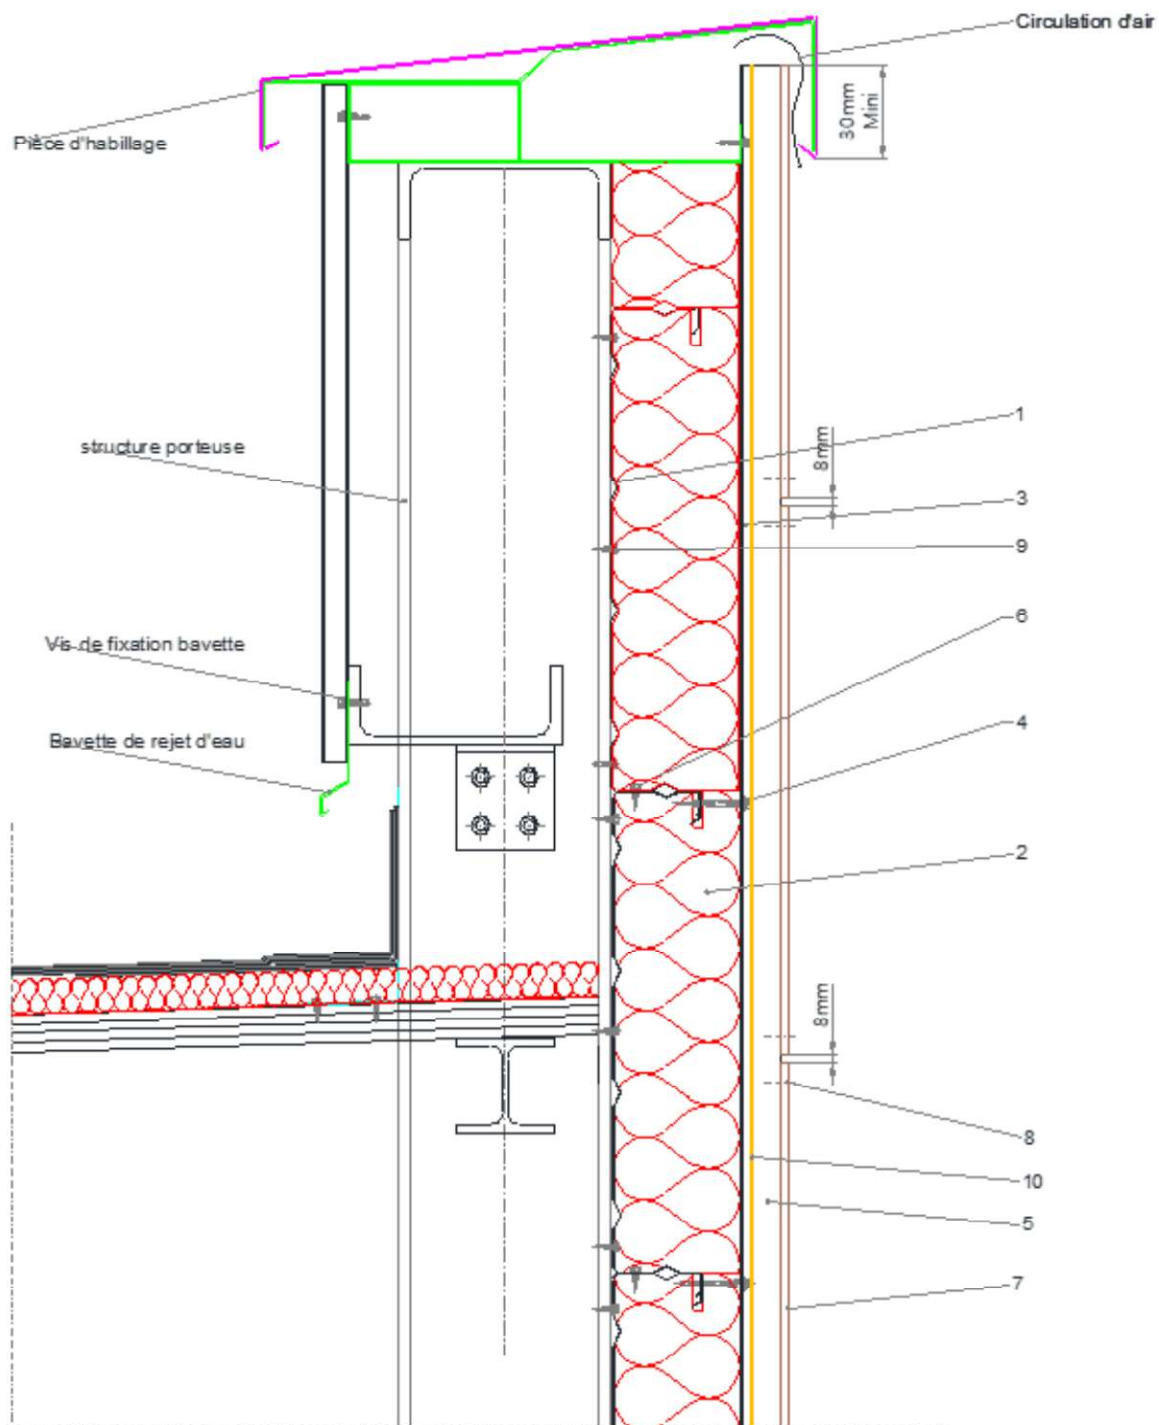 Circulation d'air
30mm
Mini
Pièce d'habillage
1
structure porteuse
8mm
3
9
6
Vis de fixation bavette
4
Bavette de rejet d'eau
2
8mm
8
10
5
7